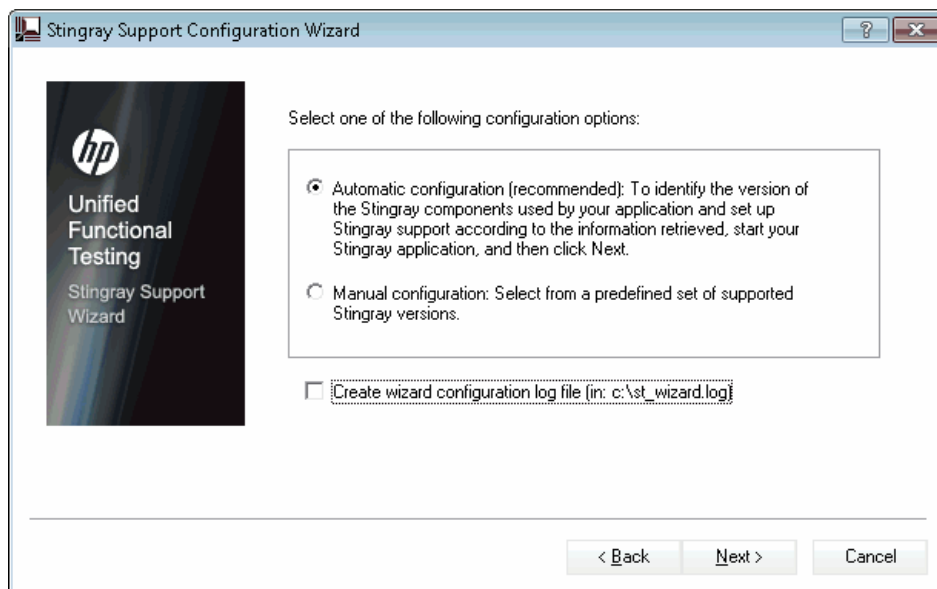 Stingray Support Configuration Wizard
?
hp
Unified
Functional
Testing
Stingray Support
Wizard
Select one of the following configuration options:
Automatic configuration (recommended): To identify the version of
the Stingray components used by your application and set up
Stingray support according to the information retrieved, start your
Stingray application, and then click Next.
Manual configuration: Select from a predefined set of supported
Stingray versions.
Create wizard configuration log file (in: c:\st_wizard.log)
< Back
Next >
Cancel